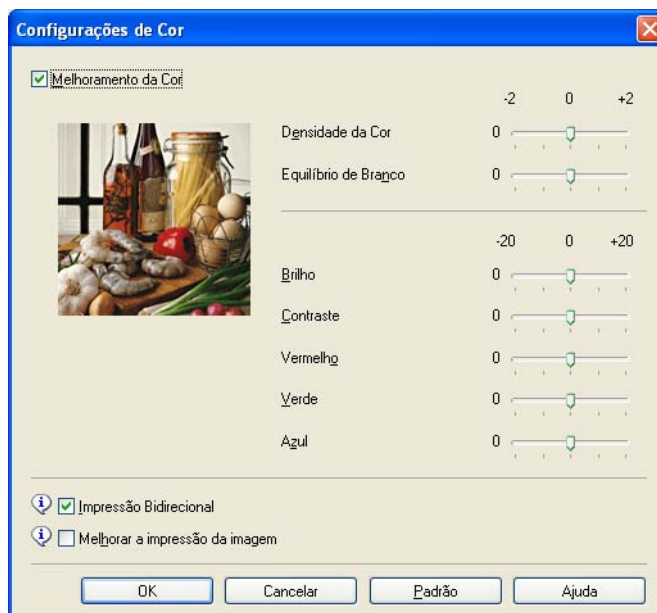 Configurações de Cor
Melhoramento da Cor
-2 0 +2
Densidade da Cor 0
Equilíbrio de Branco 0
-20 0 +20
Brilho 0
Contraste 0
Vermelho 0
Verde 0
Azul 0
Impressão Bidirecional
Melhorar a impressão da imagem
OK Cancelar Padrão Ajuda